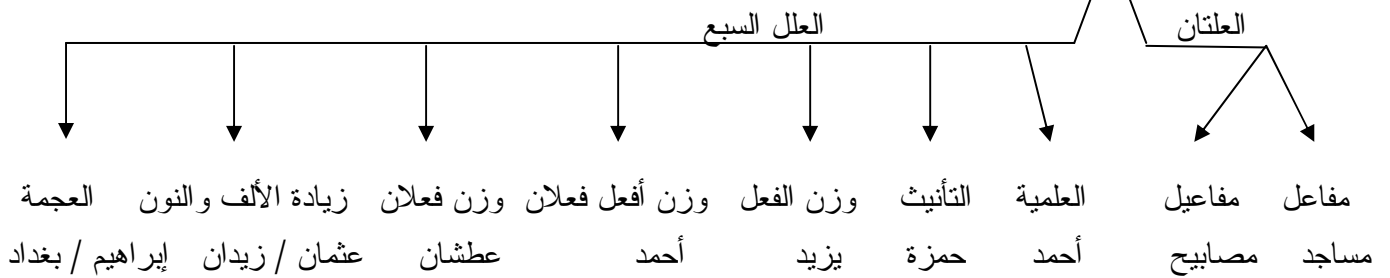 العلتان
العلل السبع
مفاعل مفاعيل العلمية التأنيث وزن الفعل وزن أفعل فعلان وزن فعلان زيادة الألف والنون العجمة
مساجد مصابيح أحمد حمزة يزيد أحمد عطشان عثمان / زيدان إبراهيم / بغداد